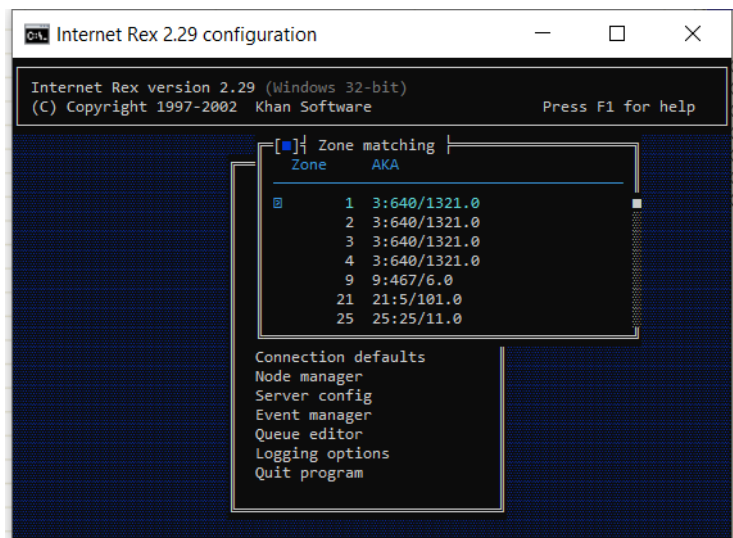 Internet Rex 2.29 configuration
Internet Rex version 2.29 (Windows 32-bit)
(C) Copyright 1997-2002 Khan Software Press F1 for help
Zone matching
Zone AKA
1 3:640/1321.0
2 3:640/1321.0
3 3:640/1321.0
4 3:640/1321.0
9 9:467/6.0
21 21:5/101.0
25 25:25/11.0
Connection defaults
Node manager
Server config
Event manager
Queue editor
Logging options
Quit program